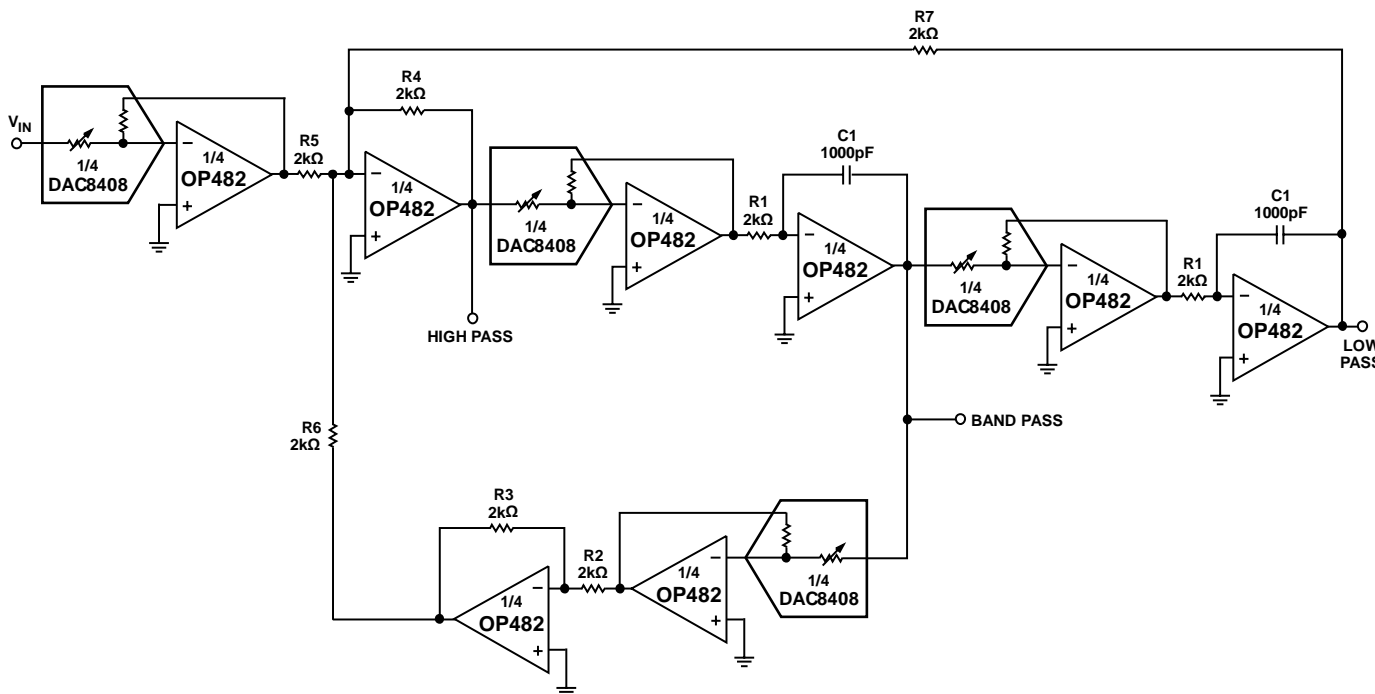 R7
2kΩ
R4
2kΩ
VIN
1/4
DAC8408
1/4
OP482
R5
2kΩ
1/4
OP482
1/4
DAC8408
1/4
OP482
R1
2kΩ
C1
1000pF
1/4
OP482
1/4
DAC8408
1/4
OP482
R1
2kΩ
C1
1000pF
1/4
OP482
HIGH PASS
LOW
PASS
BAND PASS
R6
2kΩ
R3
2kΩ
1/4
OP482
R2
2kΩ
1/4
OP482
1/4
DAC8408